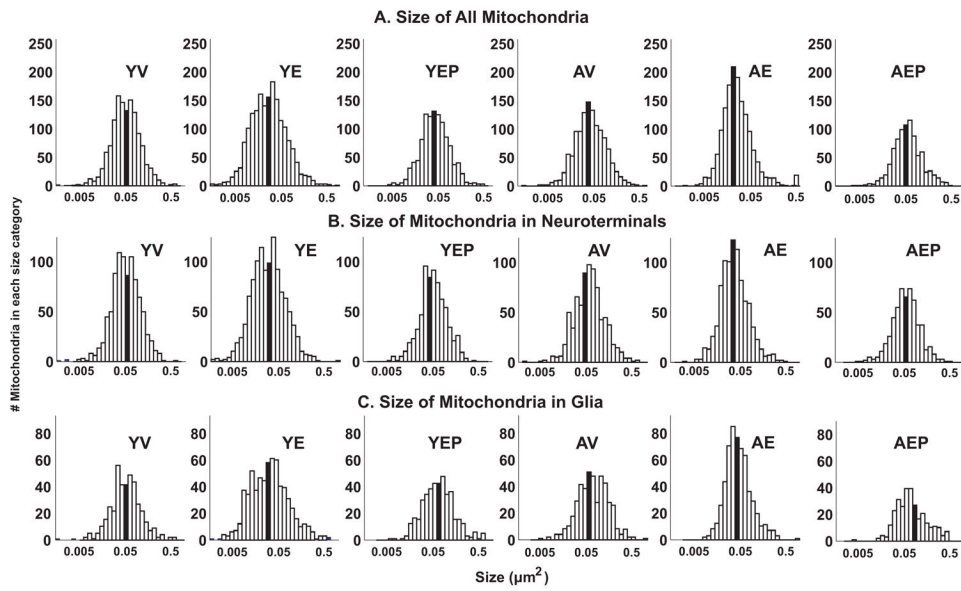 A. Size of All Mitochondria
250 250 250 250 250 250
YV YE YEP AV AE AEP
200 200 200 200 200 200
150 150 150 150 150 150
100 100 100 100 100 100
50 50 50 50 50 50
0 0 0 0 0 0
0.005 0.05 0.5 0.005 0.05 0.5 0.005 0.05 0.5 0.005 0.05 0.5 0.005 0.05 0.5 0.005 0.05 0.5
B. Size of Mitochondria in Neuroterminals
# Mitochondria in each size category
YV YE YEP AV AE AEP
100 100 100 100 100 100
50 50 50 50 50 50
0 0 0 0 0 0
0.005 0.05 0.5 0.005 0.05 0.5 0.005 0.05 0.5 0.005 0.05 0.5 0.005 0.05 0.5 0.005 0.05 0.5
C. Size of Mitochondria in Glia
80 80 80 80 80 80
YV YE YEP AV AE AEP
60 60 60 60 60 60
40 40 40 40 40 40
20 20 20 20 20 20
0 0 0 0 0 0
0.005 0.05 0.5 0.005 0.05 0.5 0.005 0.05 0.5 0.005 0.05 0.5 0.005 0.05 0.5 0.005 0.05 0.5
Size (µm²)